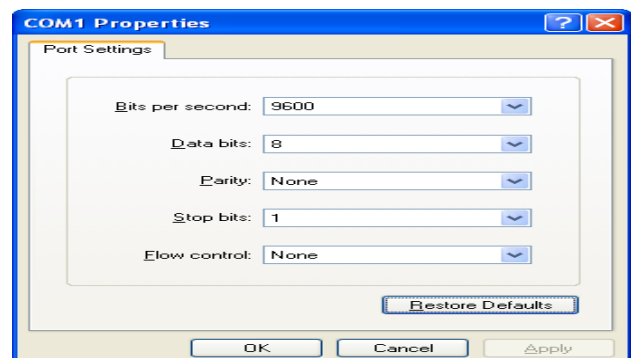 COM1 Properties
Port Settings
Bits per second: 9600
Data bits: 8
Parity: None
Stop bits: 1
Flow control: None
Restore Defaults
OK Cancel Apply